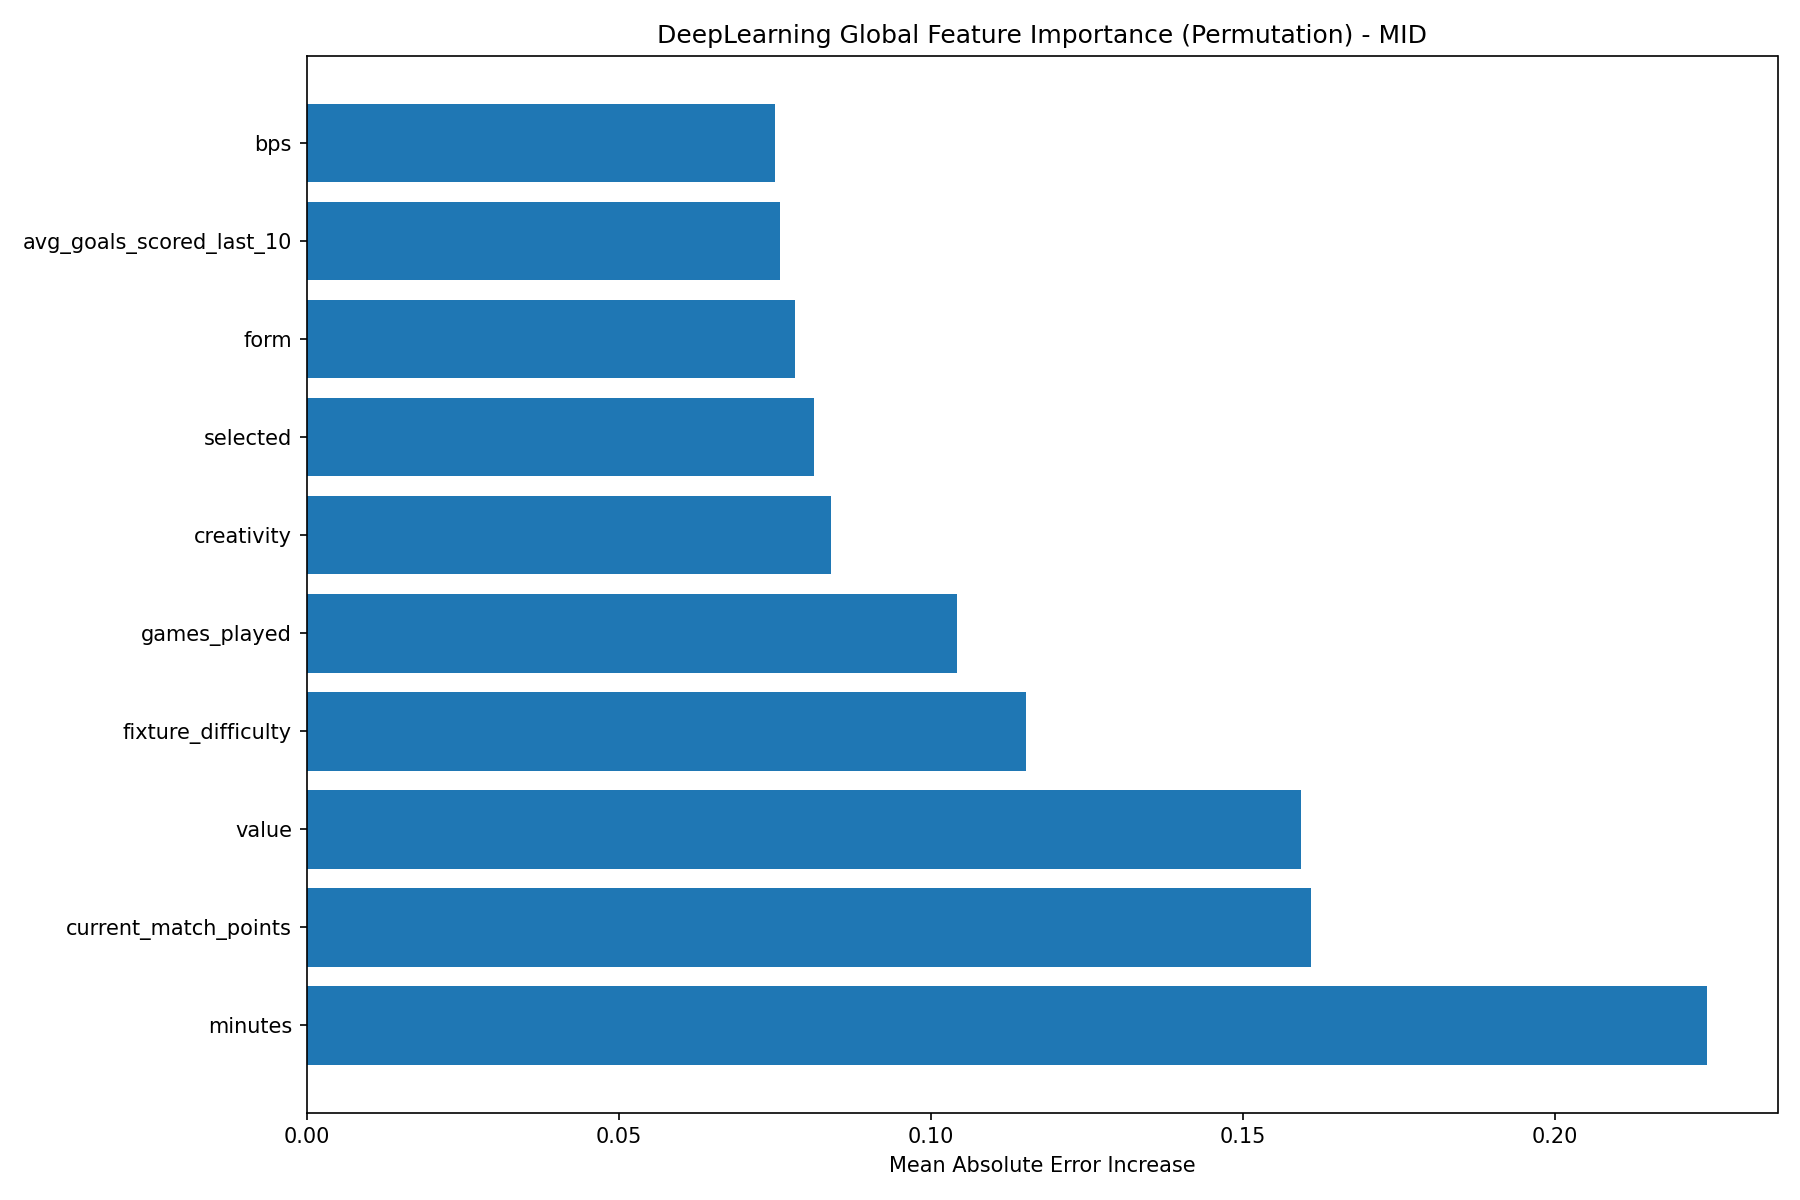 DeepLearning Global Feature Importance (Permutation) - MID
bps
avg_goals_scored_last_10
form
selected
creativity
games_played
fixture_difficulty
value
current_match_points
minutes
0.00 0.05 0.10 0.15 0.20
Mean Absolute Error Increase